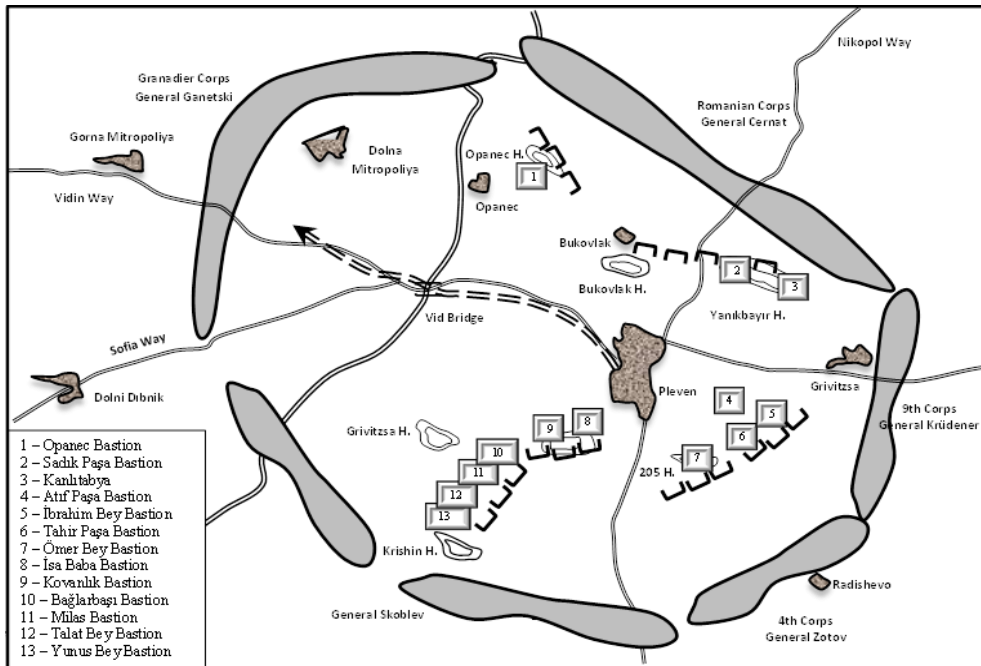 Nikopol Way
Granadier Corps
General Ganetski
Romanian Corps
General Cernat
Gorna Mitropoliya
Dolna
Mitropoliya
Opanec H.
1
Vidin Way
Opanec
Bukovlak
Bukovlak H.
2
3
Yanıkbayır H.
Vid Bridge
Sofia Way
Dolni Dıbnik
Pleven
Grivitzsa
9th Corps
General Krüdener
4
5
6
7
205 H.
Grivitzsa H.
8
9
10
11
12
13
Krishin H.
General Skoblev
Radishevo
4th Corps
General Zotov
1 – Opanec Bastion
2 – Sadık Paşa Bastion
3 – Kanlıtabya
4 – Atıf Paşa Bastion
5 – İbrahim Bey Bastion
6 – Tahir Paşa Bastion
7 – Ömer Bey Bastion
8 – İsa Baba Bastion
9 – Kovanlık Bastion
10 – Bağlarbaşı Bastion
11 – Milas Bastion
12 – Talat Bey Bastion
13 – Yunus Bey Bastion